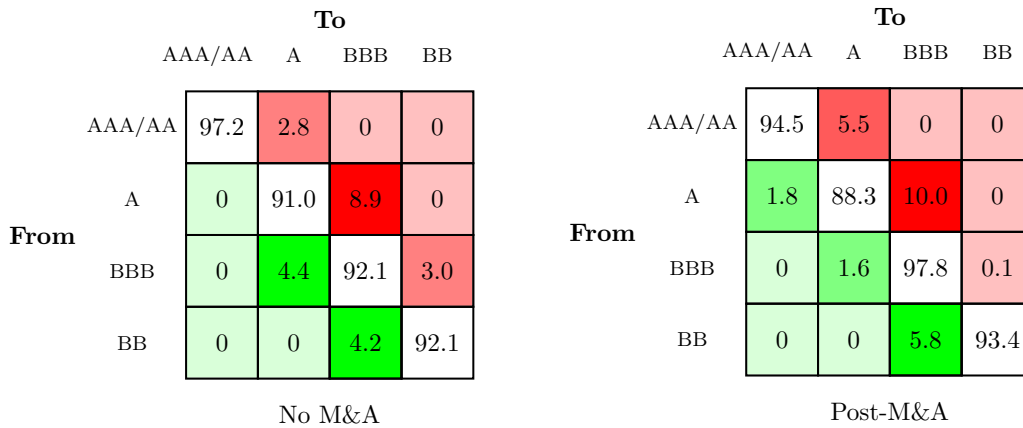 To
AAA/AA A BBB BB
AAA/AA 97.2 2.8 0 0
A 0 91.0 8.9 0
From
BBB 0 4.4 92.1 3.0
BB 0 0 4.2 92.1
No M&A
To
AAA/AA A BBB BB
AAA/AA 94.5 5.5 0 0
A 1.8 88.3 10.0 0
From
BBB 0 1.6 97.8 0.1
BB 0 0 5.8 93.4
Post-M&A